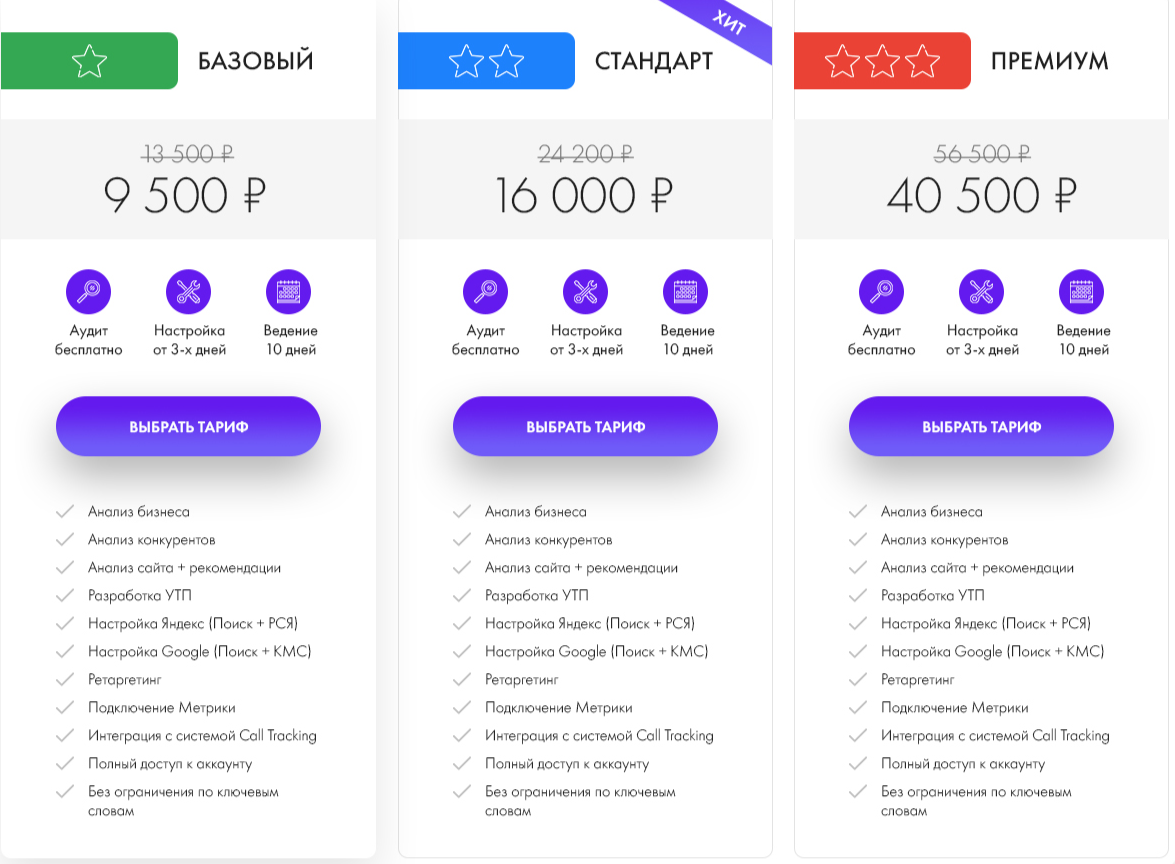 БАЗОВЫЙ
13 500 ₽
9 500 ₽
Аудит
бесплатно
Настройка
от 3-х дней
Ведение
10 дней
ВЫБРАТЬ ТАРИФ
Анализ бизнеса
Анализ конкурентов
Анализ сайта + рекомендации
Разработка УТП
Настройка Яндекс (Поиск + РСЯ)
Настройка Google (Поиск + КМС)
Ретаргетинг
Подключение Метрики
Интеграция с системой Call Tracking
Полный доступ к аккаунту
Без ограничения по ключевым
словам
ХИТ
СТАНДАРТ
24 200 ₽
16 000 ₽
Аудит
бесплатно
Настройка
от 3-х дней
Ведение
10 дней
ВЫБРАТЬ ТАРИФ
Анализ бизнеса
Анализ конкурентов
Анализ сайта + рекомендации
Разработка УТП
Настройка Яндекс (Поиск + РСЯ)
Настройка Google (Поиск + КМС)
Ретаргетинг
Подключение Метрики
Интеграция с системой Call Tracking
Полный доступ к аккаунту
Без ограничения по ключевым
словам
ПРЕМИУМ
56 500 ₽
40 500 ₽
Аудит
бесплатно
Настройка
от 3-х дней
Ведение
10 дней
ВЫБРАТЬ ТАРИФ
Анализ бизнеса
Анализ конкурентов
Анализ сайта + рекомендации
Разработка УТП
Настройка Яндекс (Поиск + РСЯ)
Настройка Google (Поиск + КМС)
Ретаргетинг
Подключение Метрики
Интеграция с системой Call Tracking
Полный доступ к аккаунту
Без ограничения по ключевым
словам